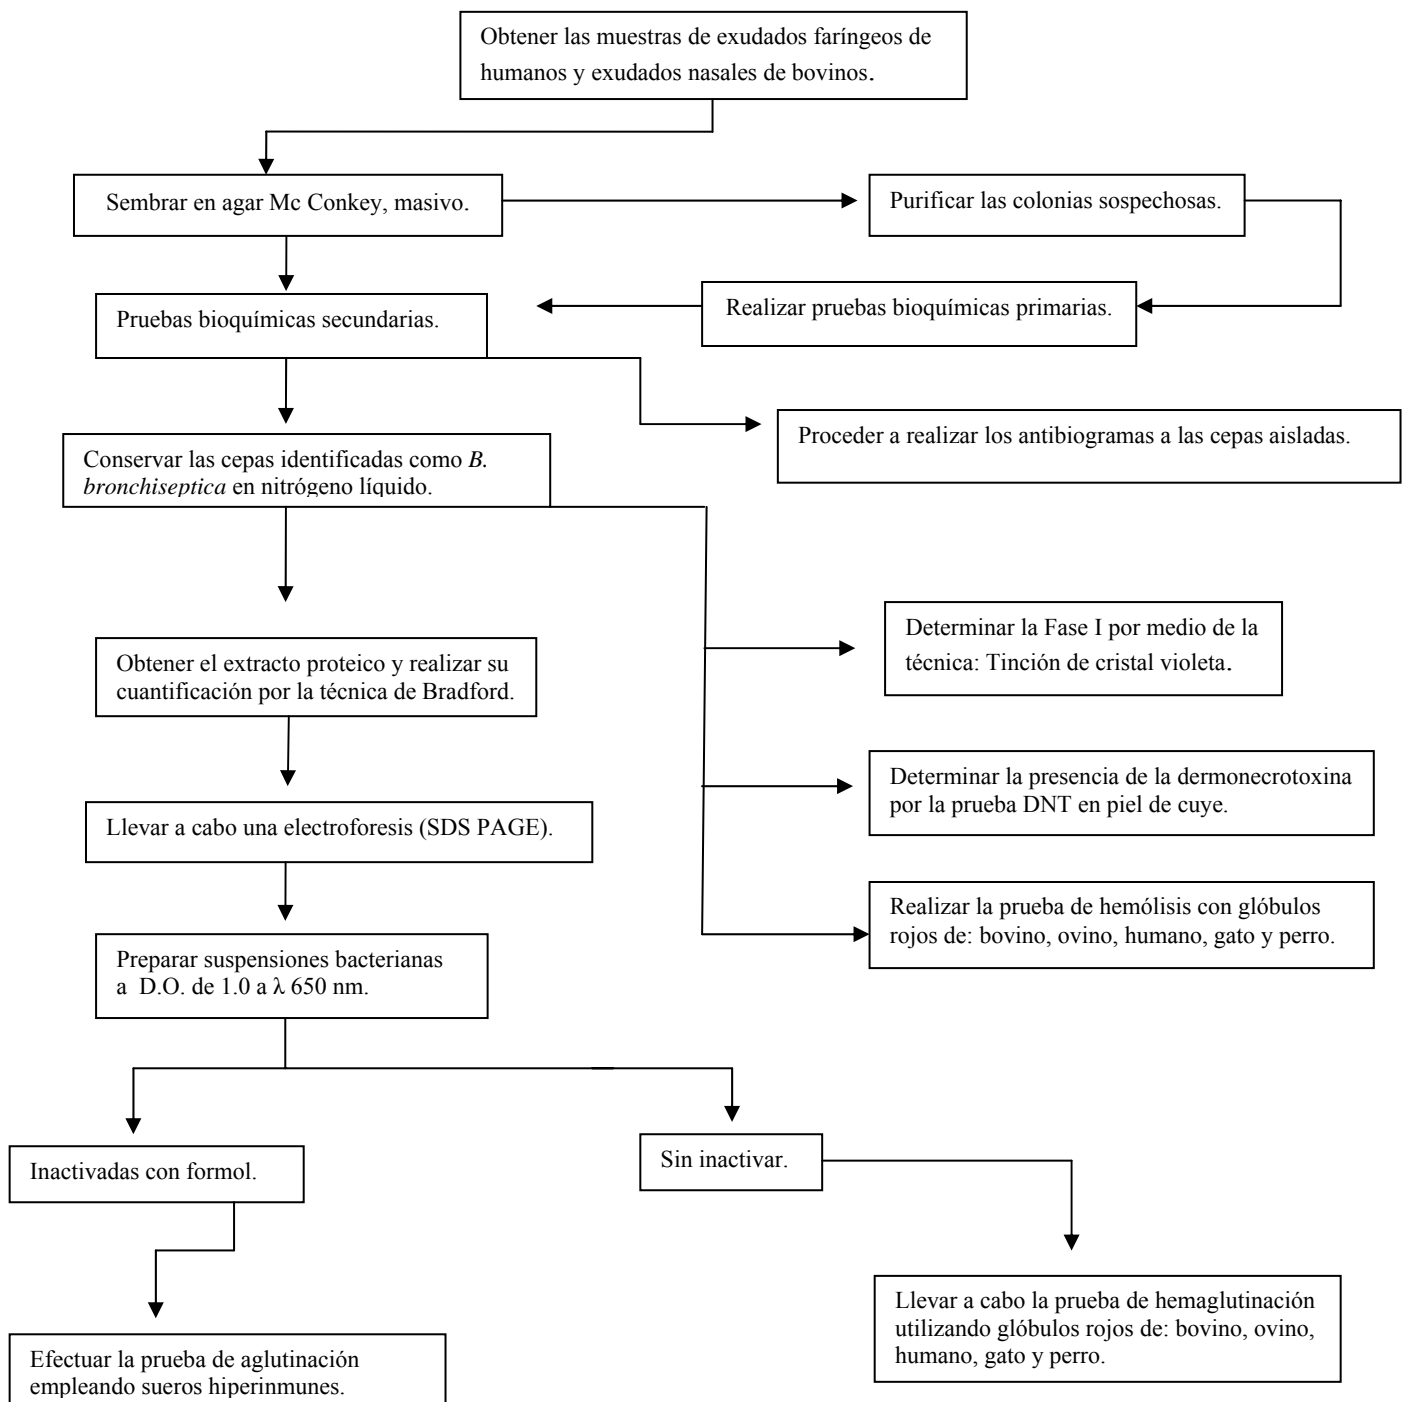 Obtener las muestras de exudados faríngeos de
humanos y exudados nasales de bovinos.
Sembrar en agar Mc Conkey, masivo.
Purificar las colonias sospechosas.
Pruebas bioquímicas secundarias.
Realizar pruebas bioquímicas primarias.
Proceder a realizar los antibiogramas a las cepas aisladas.
Conservar las cepas identificadas como B.
bronchiseptica en nitrógeno líquido.
Determinar la Fase I por medio de la
técnica: Tinción de cristal violeta.
Obtener el extracto proteico y realizar su
cuantificación por la técnica de Bradford.
Determinar la presencia de la dermonecrotoxina
por la prueba DNT en piel de cuye.
Llevar a cabo una electroforesis (SDS PAGE).
Realizar la prueba de hemólisis con glóbulos
rojos de: bovino, ovino, humano, gato y perro.
Preparar suspensiones bacterianas
a D.O. de 1.0 a λ 650 nm.
Inactivadas con formol.
Sin inactivar.
Llevar a cabo la prueba de hemaglutinación
utilizando glóbulos rojos de: bovino, ovino,
humano, gato y perro.
Efectuar la prueba de aglutinación
empleando sueros hiperinmunes.